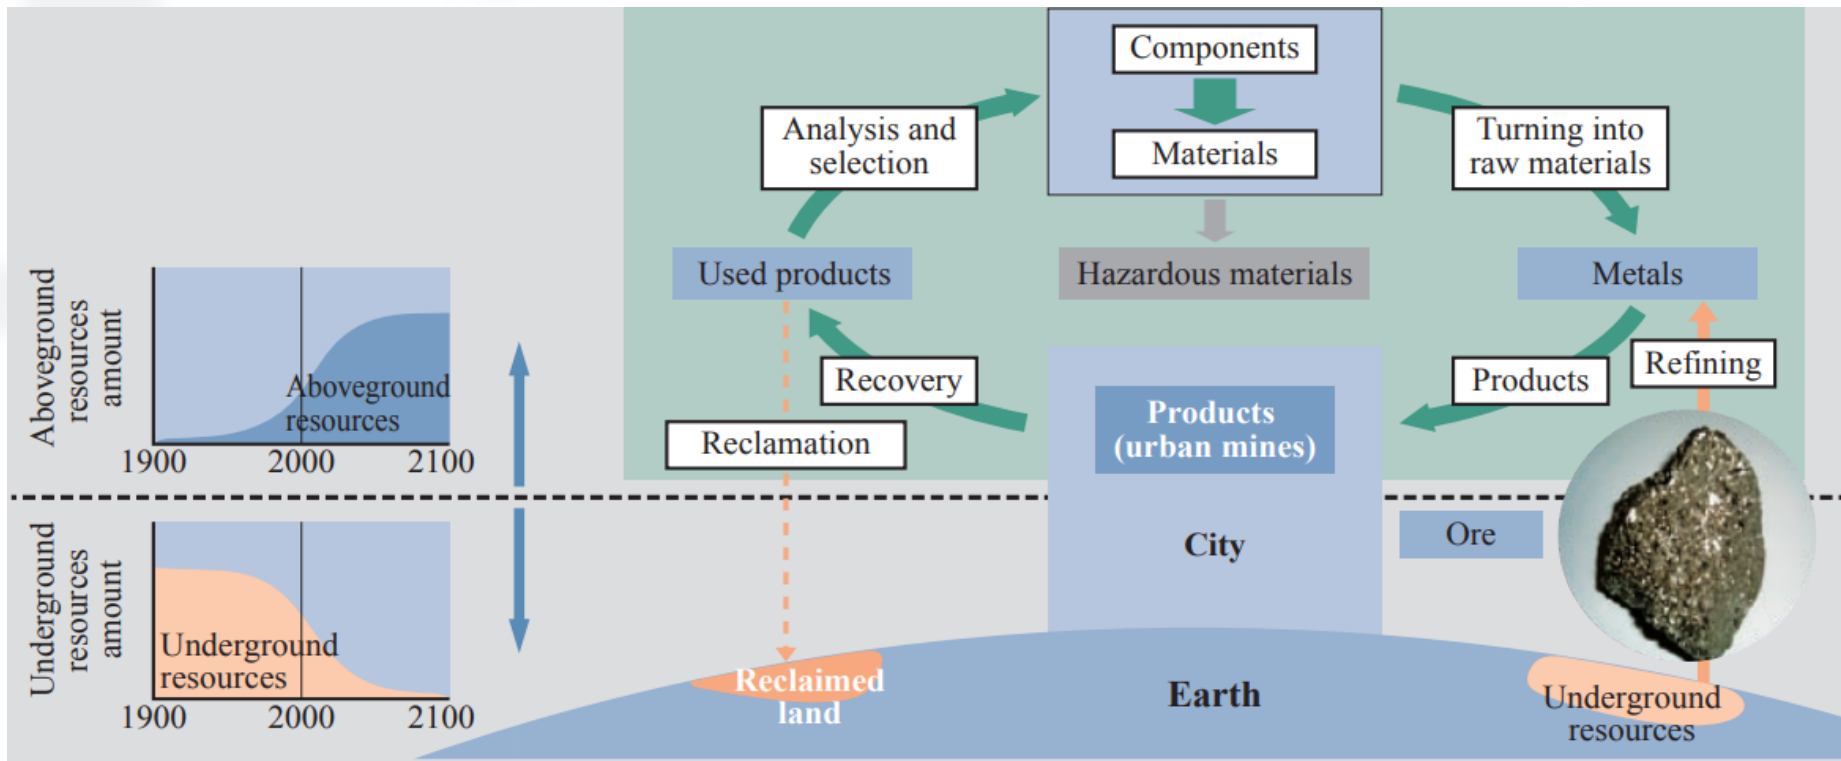 Components
Materials
Analysis and
selection
Turning into
raw materials
Used products
Hazardous materials
Metals
Recovery
Products
Refining
Reclamation
Products
(urban mines)
City
Ore
Reclaimed
land
Earth
Underground
resources
Aboveground
resources
amount
Aboveground
resources
1900
2000
2100
Underground
resources
amount
Underground
resources
1900
2000
2100